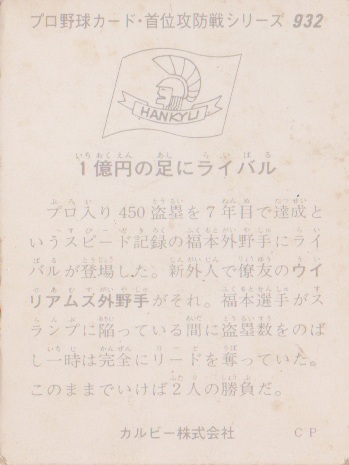 プロ野球カード・首位攻防戦シリーズ 932
HANKYU
1億円の足にライバル
プロ入り450盗塁を7年目で達成と
いうスピード記録の福本外野手にライ
バルが登場した。新外人で僚友のウイ
リアムズ外野手がそれ。福本選手がス
ランプに陥っている間に盗塁数をのば
し一時は完全にリードを奪っていた。
このままでいけば2人の勝負だ。
カルビー株式会社 CP